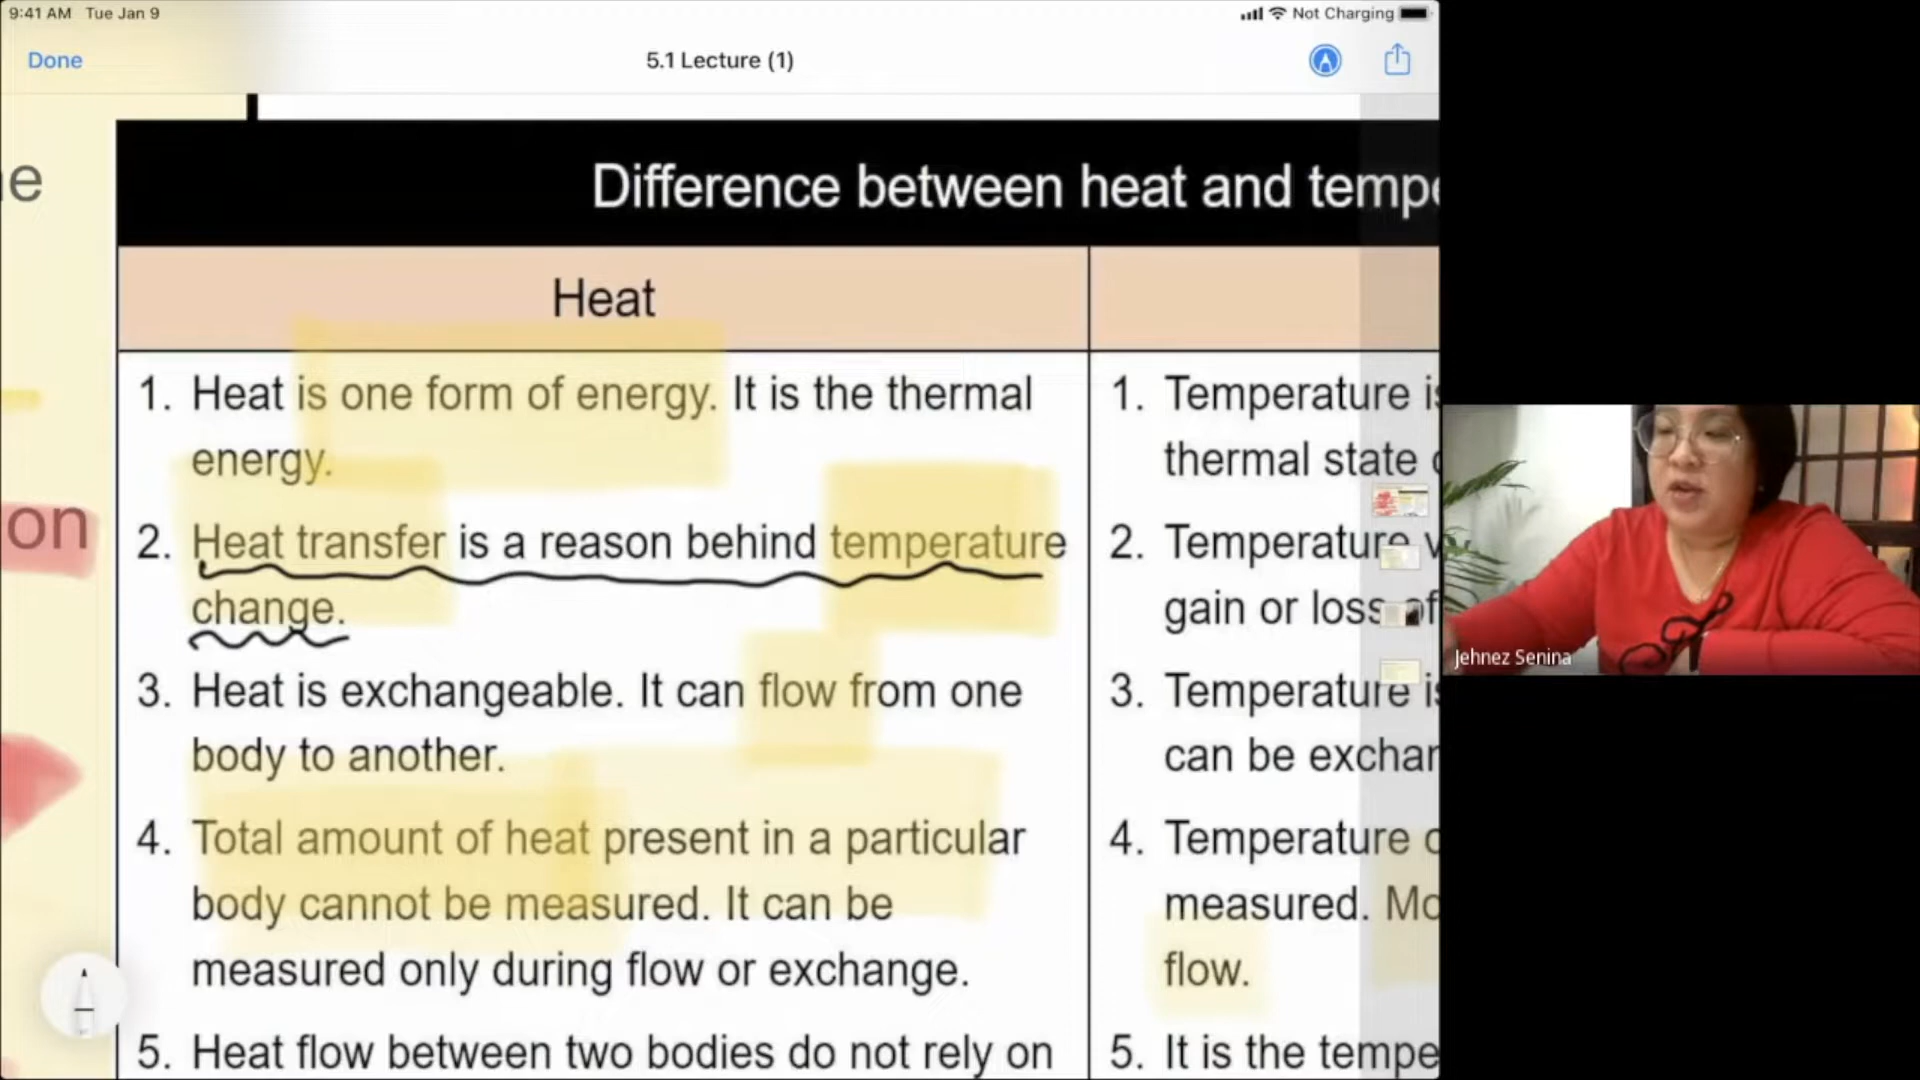 9:41 AM Tue Jan 9
Not Charging
Done
5.1 Lecture (1)
on
Difference between heat and
Heat
1. Heat is one form of energy. It is the thermal
energy.
2. Heat transfer is a reason behind temperature
change.
3. Heat is exchangeable. It can flow from one
body to another.
4. Total amount of heat present in a particular
body cannot be measured. It can be
measured only during flow or exchange.
5. Heat flow between two bodies do not rely on
1. Temperature
thermal state
2. Temperature
gain or loss
3. Temperature
can be
4. Temperature
measured.
flow.
5. It is the
Jehnez Senina